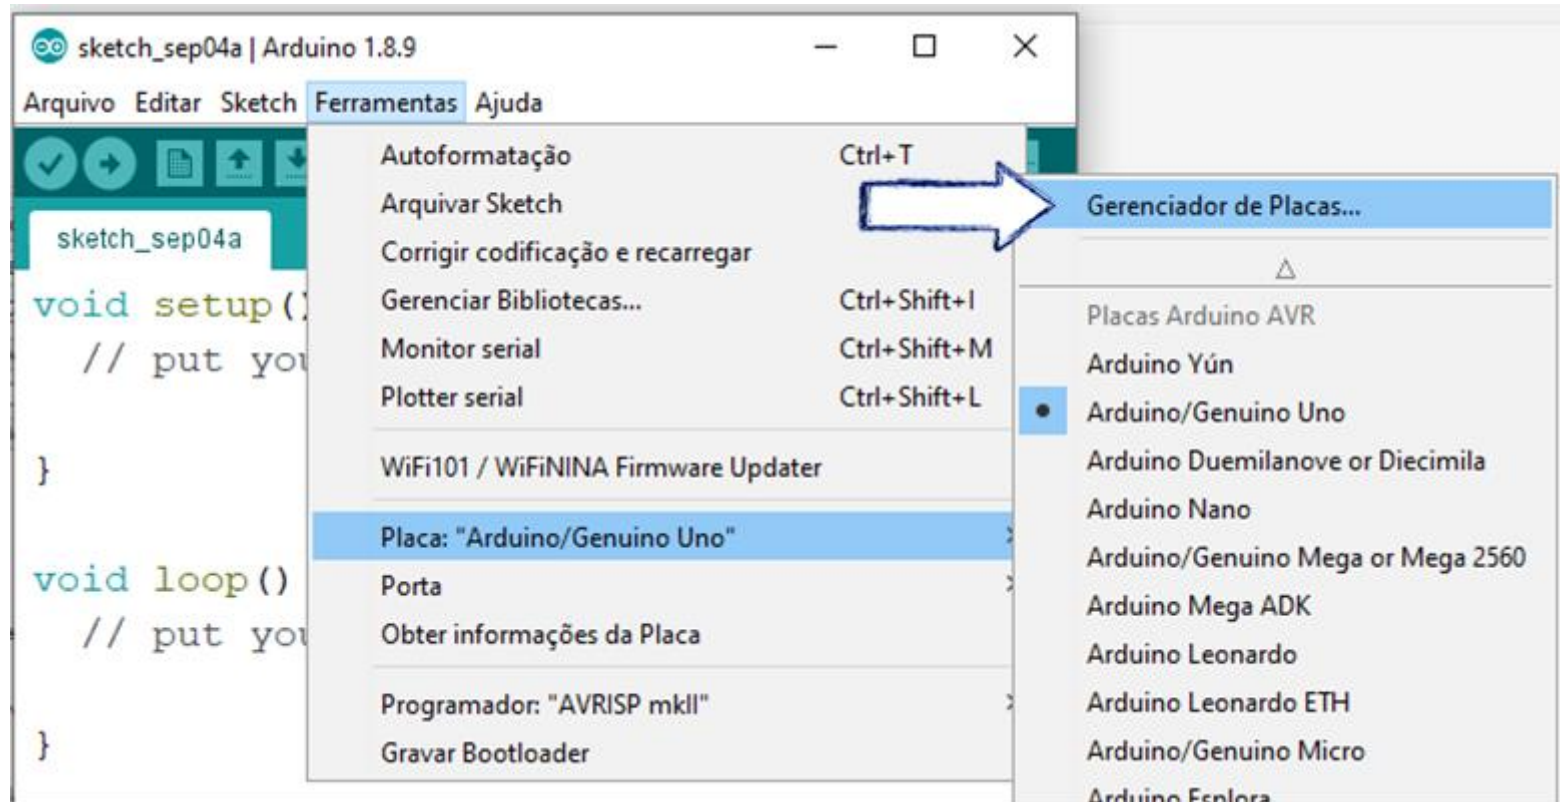 sketch_sep04a | Arduino 1.8.9
Arquivo Editar Sketch Ferramentas Ajuda
sketch_sep04a
void setup()
// put you
}
void loop()
// put you
}
Autoformatação Ctrl+T
Arquivar Sketch
Corrigir codificação e recarregar
Gerenciar Bibliotecas... Ctrl+Shift+I
Monitor serial Ctrl+Shift+M
Plotter serial Ctrl+Shift+L
WiFi101 / WiFiNINA Firmware Updater
Placa: "Arduino/Genuino Uno"
Porta
Obter informações da Placa
Programador: "AVRISP mkII"
Gravar Bootloader
Gerenciador de Placas...
Placas Arduino AVR
Arduino Yún
Arduino/Genuino Uno
Arduino Duemilanove or Diecimila
Arduino Nano
Arduino/Genuino Mega or Mega 2560
Arduino Mega ADK
Arduino Leonardo
Arduino Leonardo ETH
Arduino/Genuino Micro
Arduino Esplora